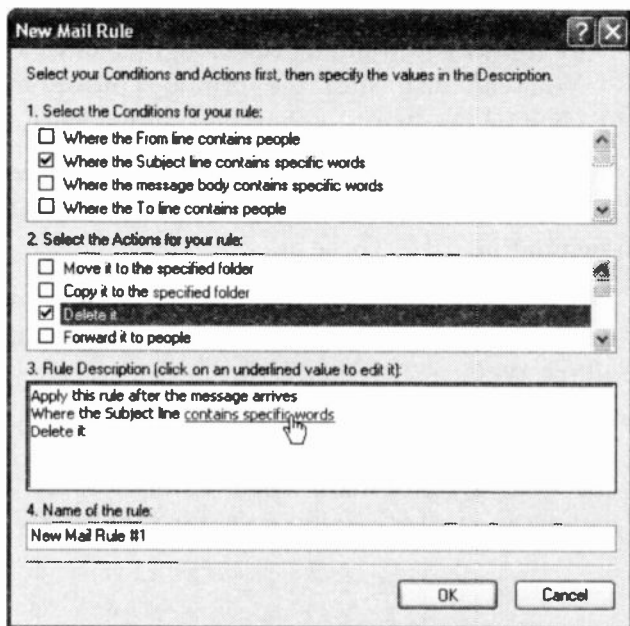 New Mail Rule
Select your Conditions and Actions first, then specify the values in the Description.
1. Select the Conditions for your rule:
Where the From line contains people
Where the Subject line contains specific words
Where the message body contains specific words
Where the To line contains people
2. Select the Actions for your rule:
Move it to the specified folder
Copy it to the specified folder
Delete it
Forward it to people
3. Rule Description (click on an underlined value to edit it):
Apply this rule after the message arrives
Where the Subject line contains specific words
Delete it
4. Name of the rule:
New Mail Rule #1
OK Cancel